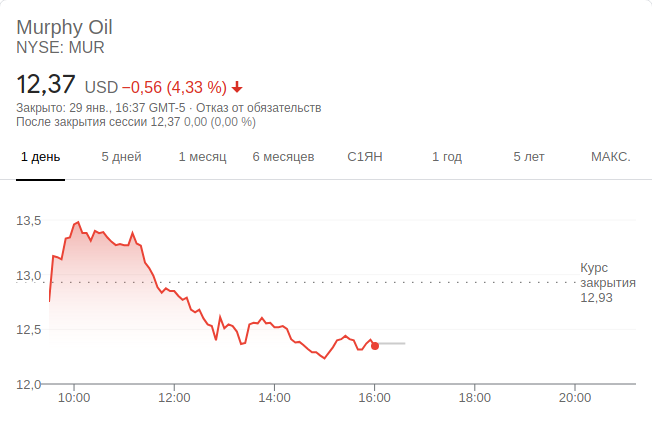 Murphy Oil
NYSE: MUR
12,37 USD −0,56 (4,33 %)
Закрыто: 29 янв., 16:37 GMT-5 · Отказ от обязательств
После закрытия сессии 12,37 0,00 (0,00 %)
1 день 5 дней 1 месяц 6 месяцев С1ЯН 1 год 5 лет МАКС.
13,5
Курс
13,0 закрытия
12,93
12,5
12,0
10:00 12:00 14:00 16:00 18:00 20:00